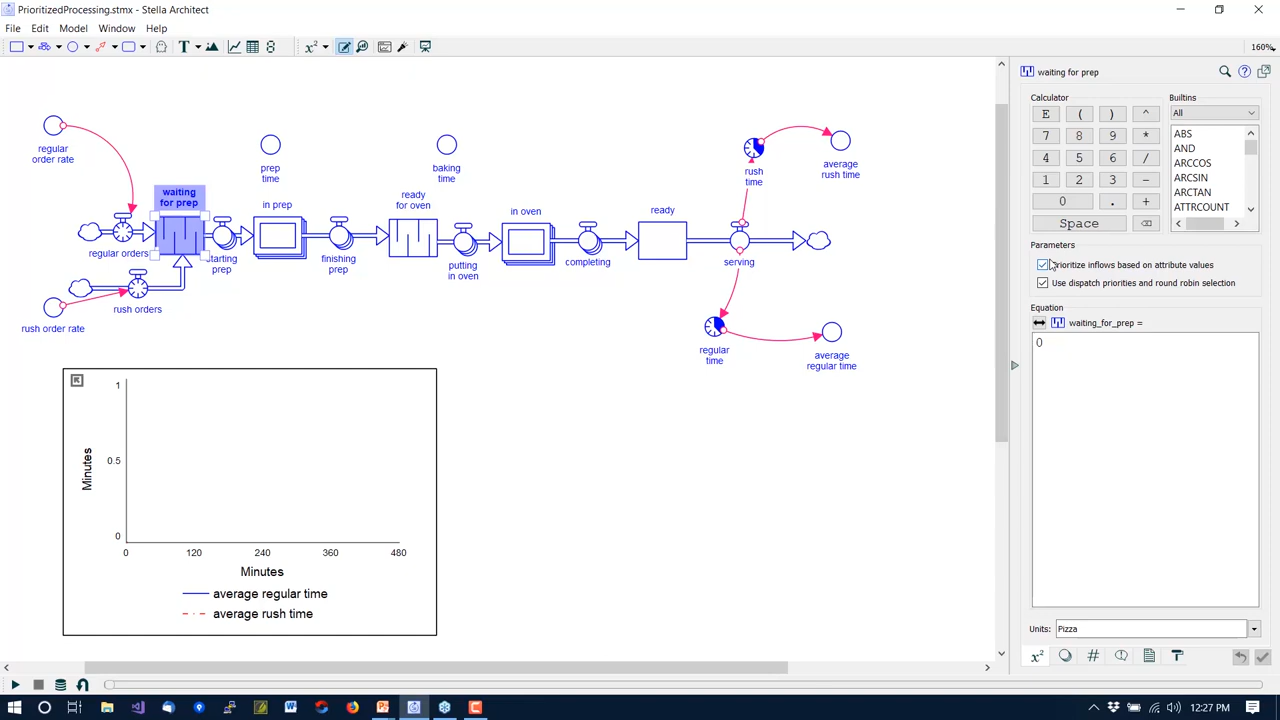 PrioritizedProcessing.stmx - Stella Architect
File Edit Model Window Help
T x² 160%
waiting for prep
Calculator
Builtins
E ( ) ^
All
7 8 9 *
4 5 6 /
1 2 3 −
0 . +
Space
ABS
AND
ARCCOS
ARCSIN
ARCTAN
ATTRCOUNT
Parameters
Prioritize inflows based on attribute values
Use dispatch priorities and round robin selection
Equation
waiting_for_prep =
0
Units: Pizza
x² #
regular
order rate
waiting
for prep
regular orders
rush orders
rush order rate
starting
prep
prep
time
in prep
finishing
prep
ready
for oven
baking
time
putting
in oven
in oven
completing
ready
serving
rush
time
average
rush time
regular
time
average
regular time
1
0.5
0
Minutes
0 120 240 360 480
Minutes
average regular time
average rush time
12:27 PM